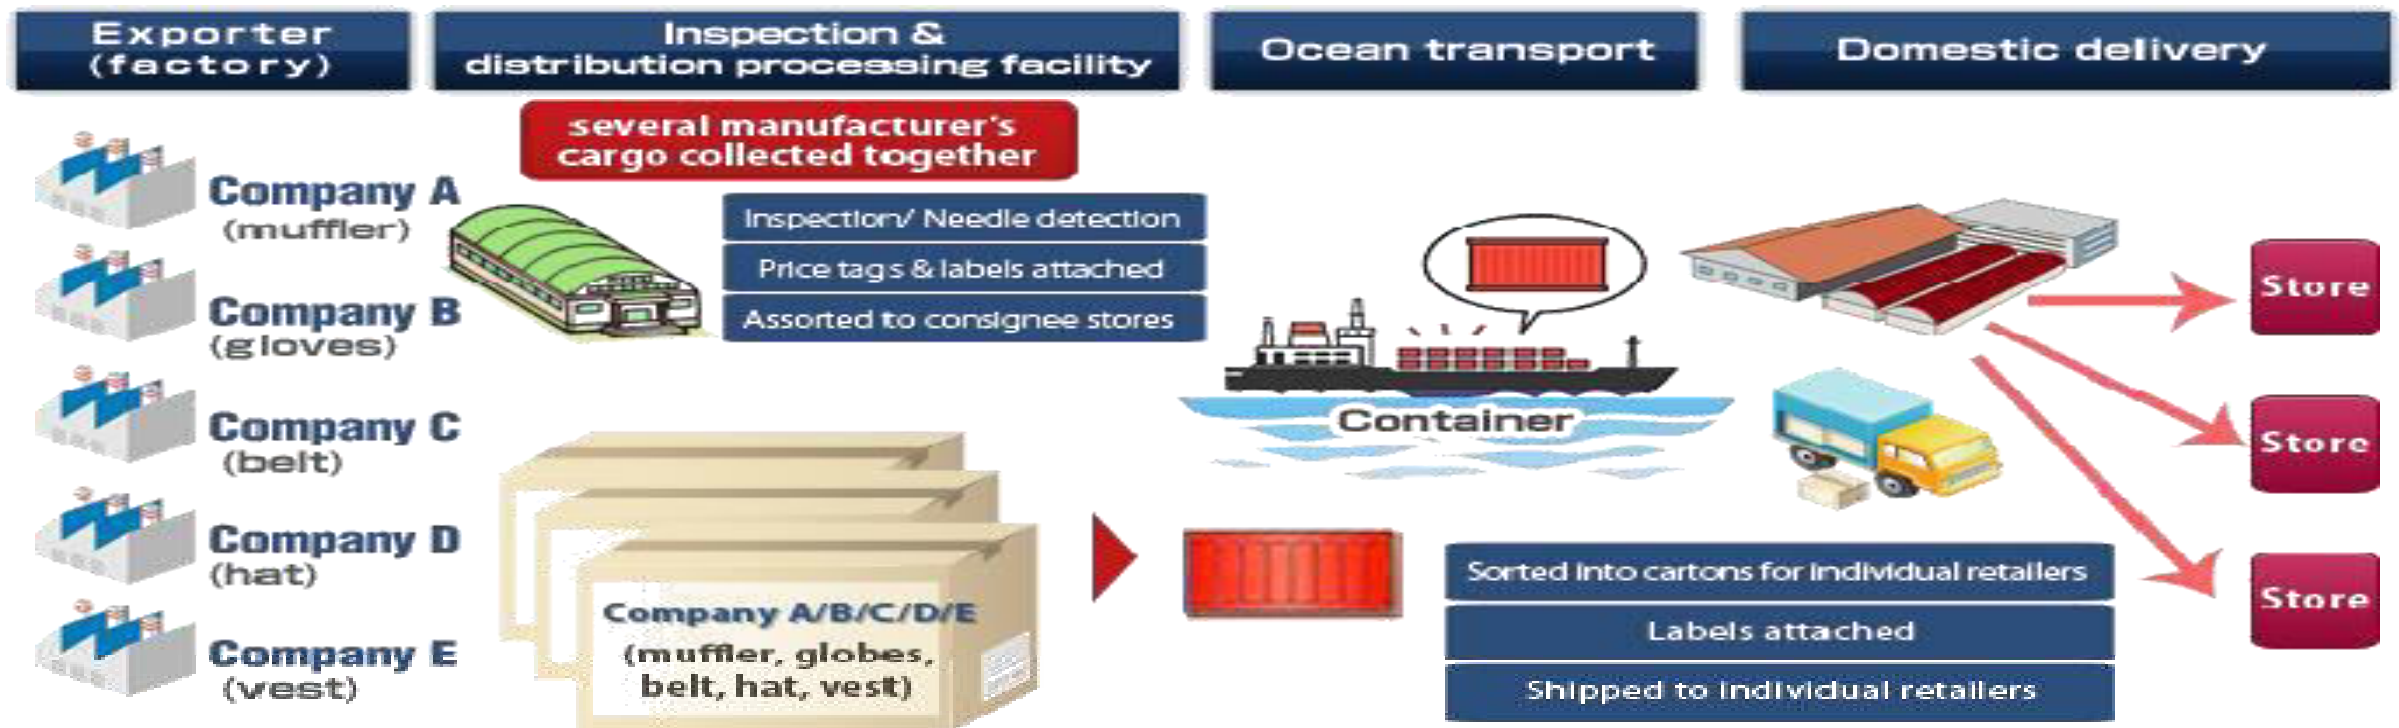 Exporter
(factory)
Inspection &
distribution processing facility
Ocean transport
Domestic delivery
several manufacturer's
cargo collected together
Company A
(muffler)
Company B
(gloves)
Company C
(belt)
Company D
(hat)
Company E
(vest)
Inspection/ Needle detection
Price tags & labels attached
Assorted to consignee stores
Company A/B/C/D/E
(muffler, globes,
belt, hat, vest)
Container
Sorted into cartons for individual retailers
Labels attached
Shipped to individual retailers
Store
Store
Store